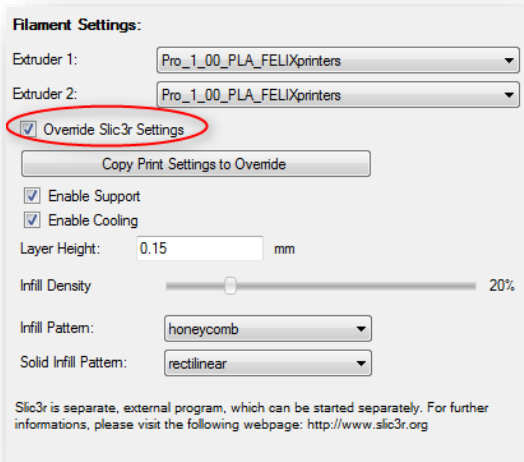 Filament Settings:
Extruder 1: Pro_1_00_PLA_FELIXprinters
Extruder 2: Pro_1_00_PLA_FELIXprinters
Override Slic3r Settings
Copy Print Settings to Override
Enable Support
Enable Cooling
Layer Height: 0.15 mm
Infill Density 20%
Infill Pattern: honeycomb
Solid Infill Pattern: rectilinear
Slic3r is separate, external program, which can be started separately. For further
informations, please visit the following webpage: http://www.slic3r.org